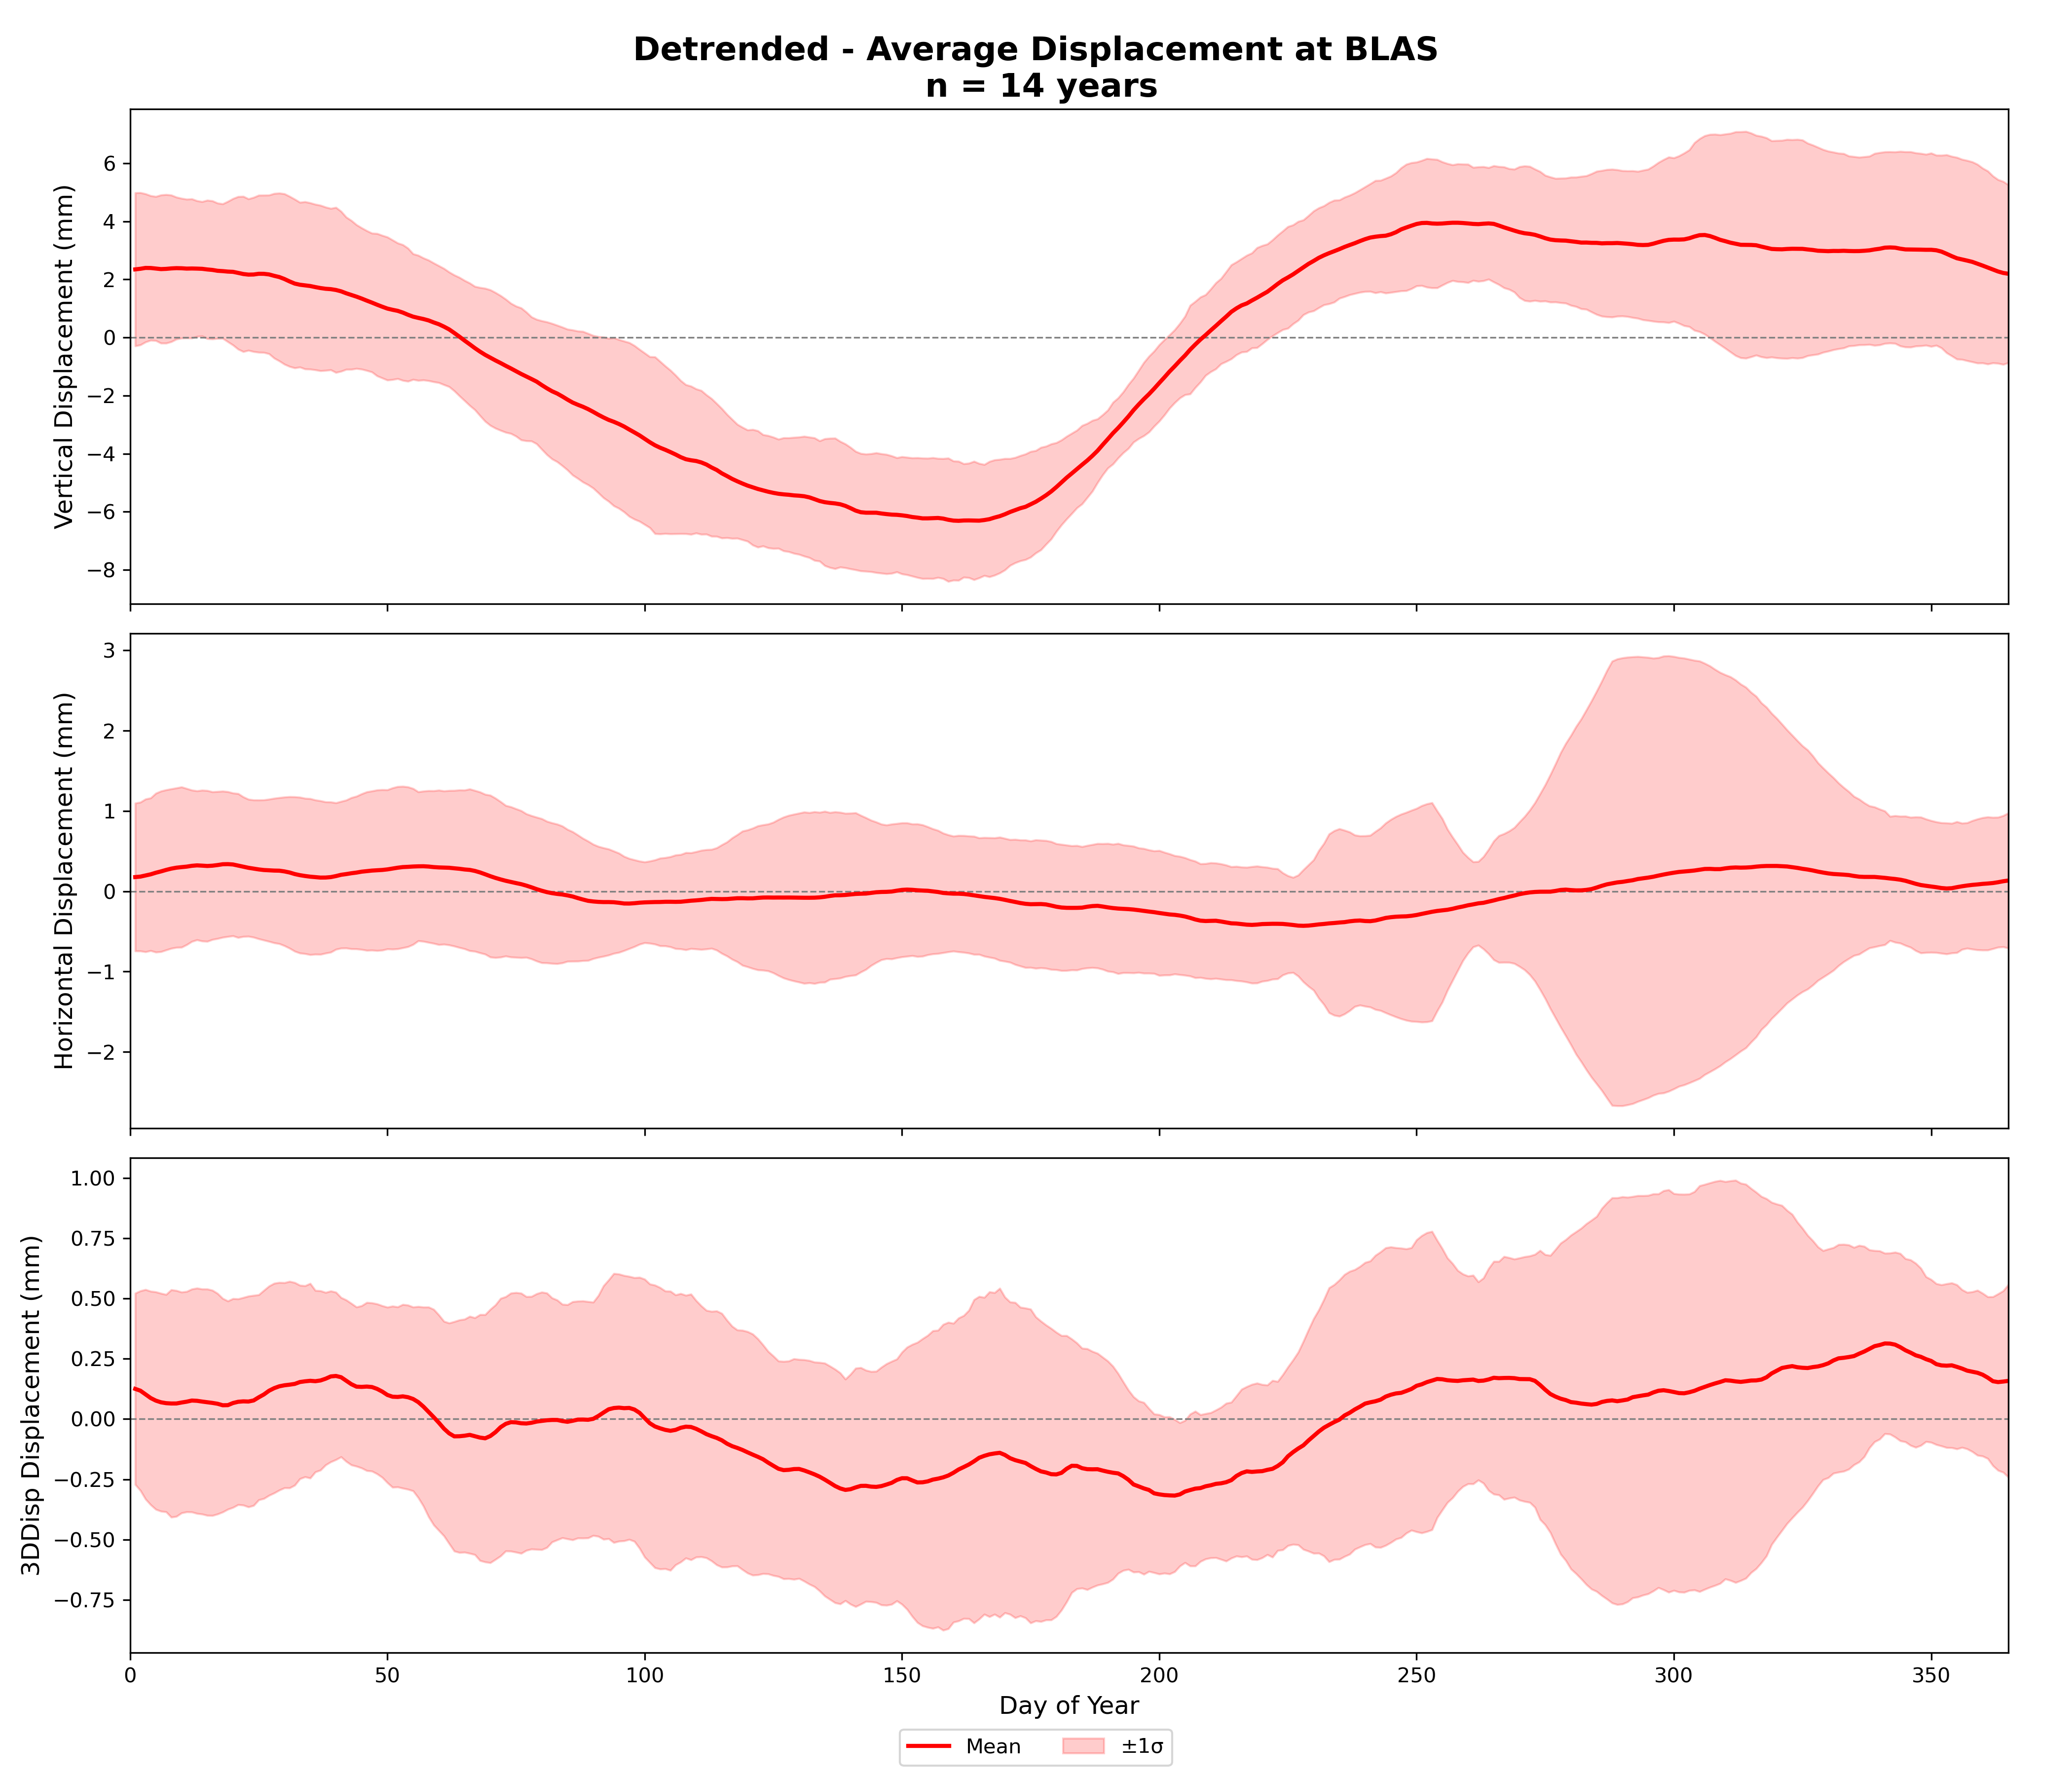 Detrended - Average Displacement at BLAS
n = 14 years
Vertical Displacement (mm)
6
4
2
0
−2
−4
−6
−8
Horizontal Displacement (mm)
3
2
1
0
−1
−2
3DDisp Displacement (mm)
1.00
0.75
0.50
0.25
0.00
−0.25
−0.50
−0.75
0 50 100 150 200 250 300 350
Day of Year
Mean ±1σ